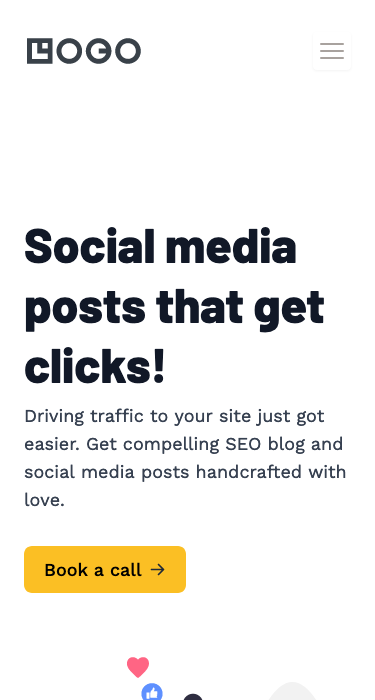 LOGO
Social media
posts that get
clicks!
Driving traffic to your site just got
easier. Get compelling SEO blog and
social media posts handcrafted with
love.
Book a call →